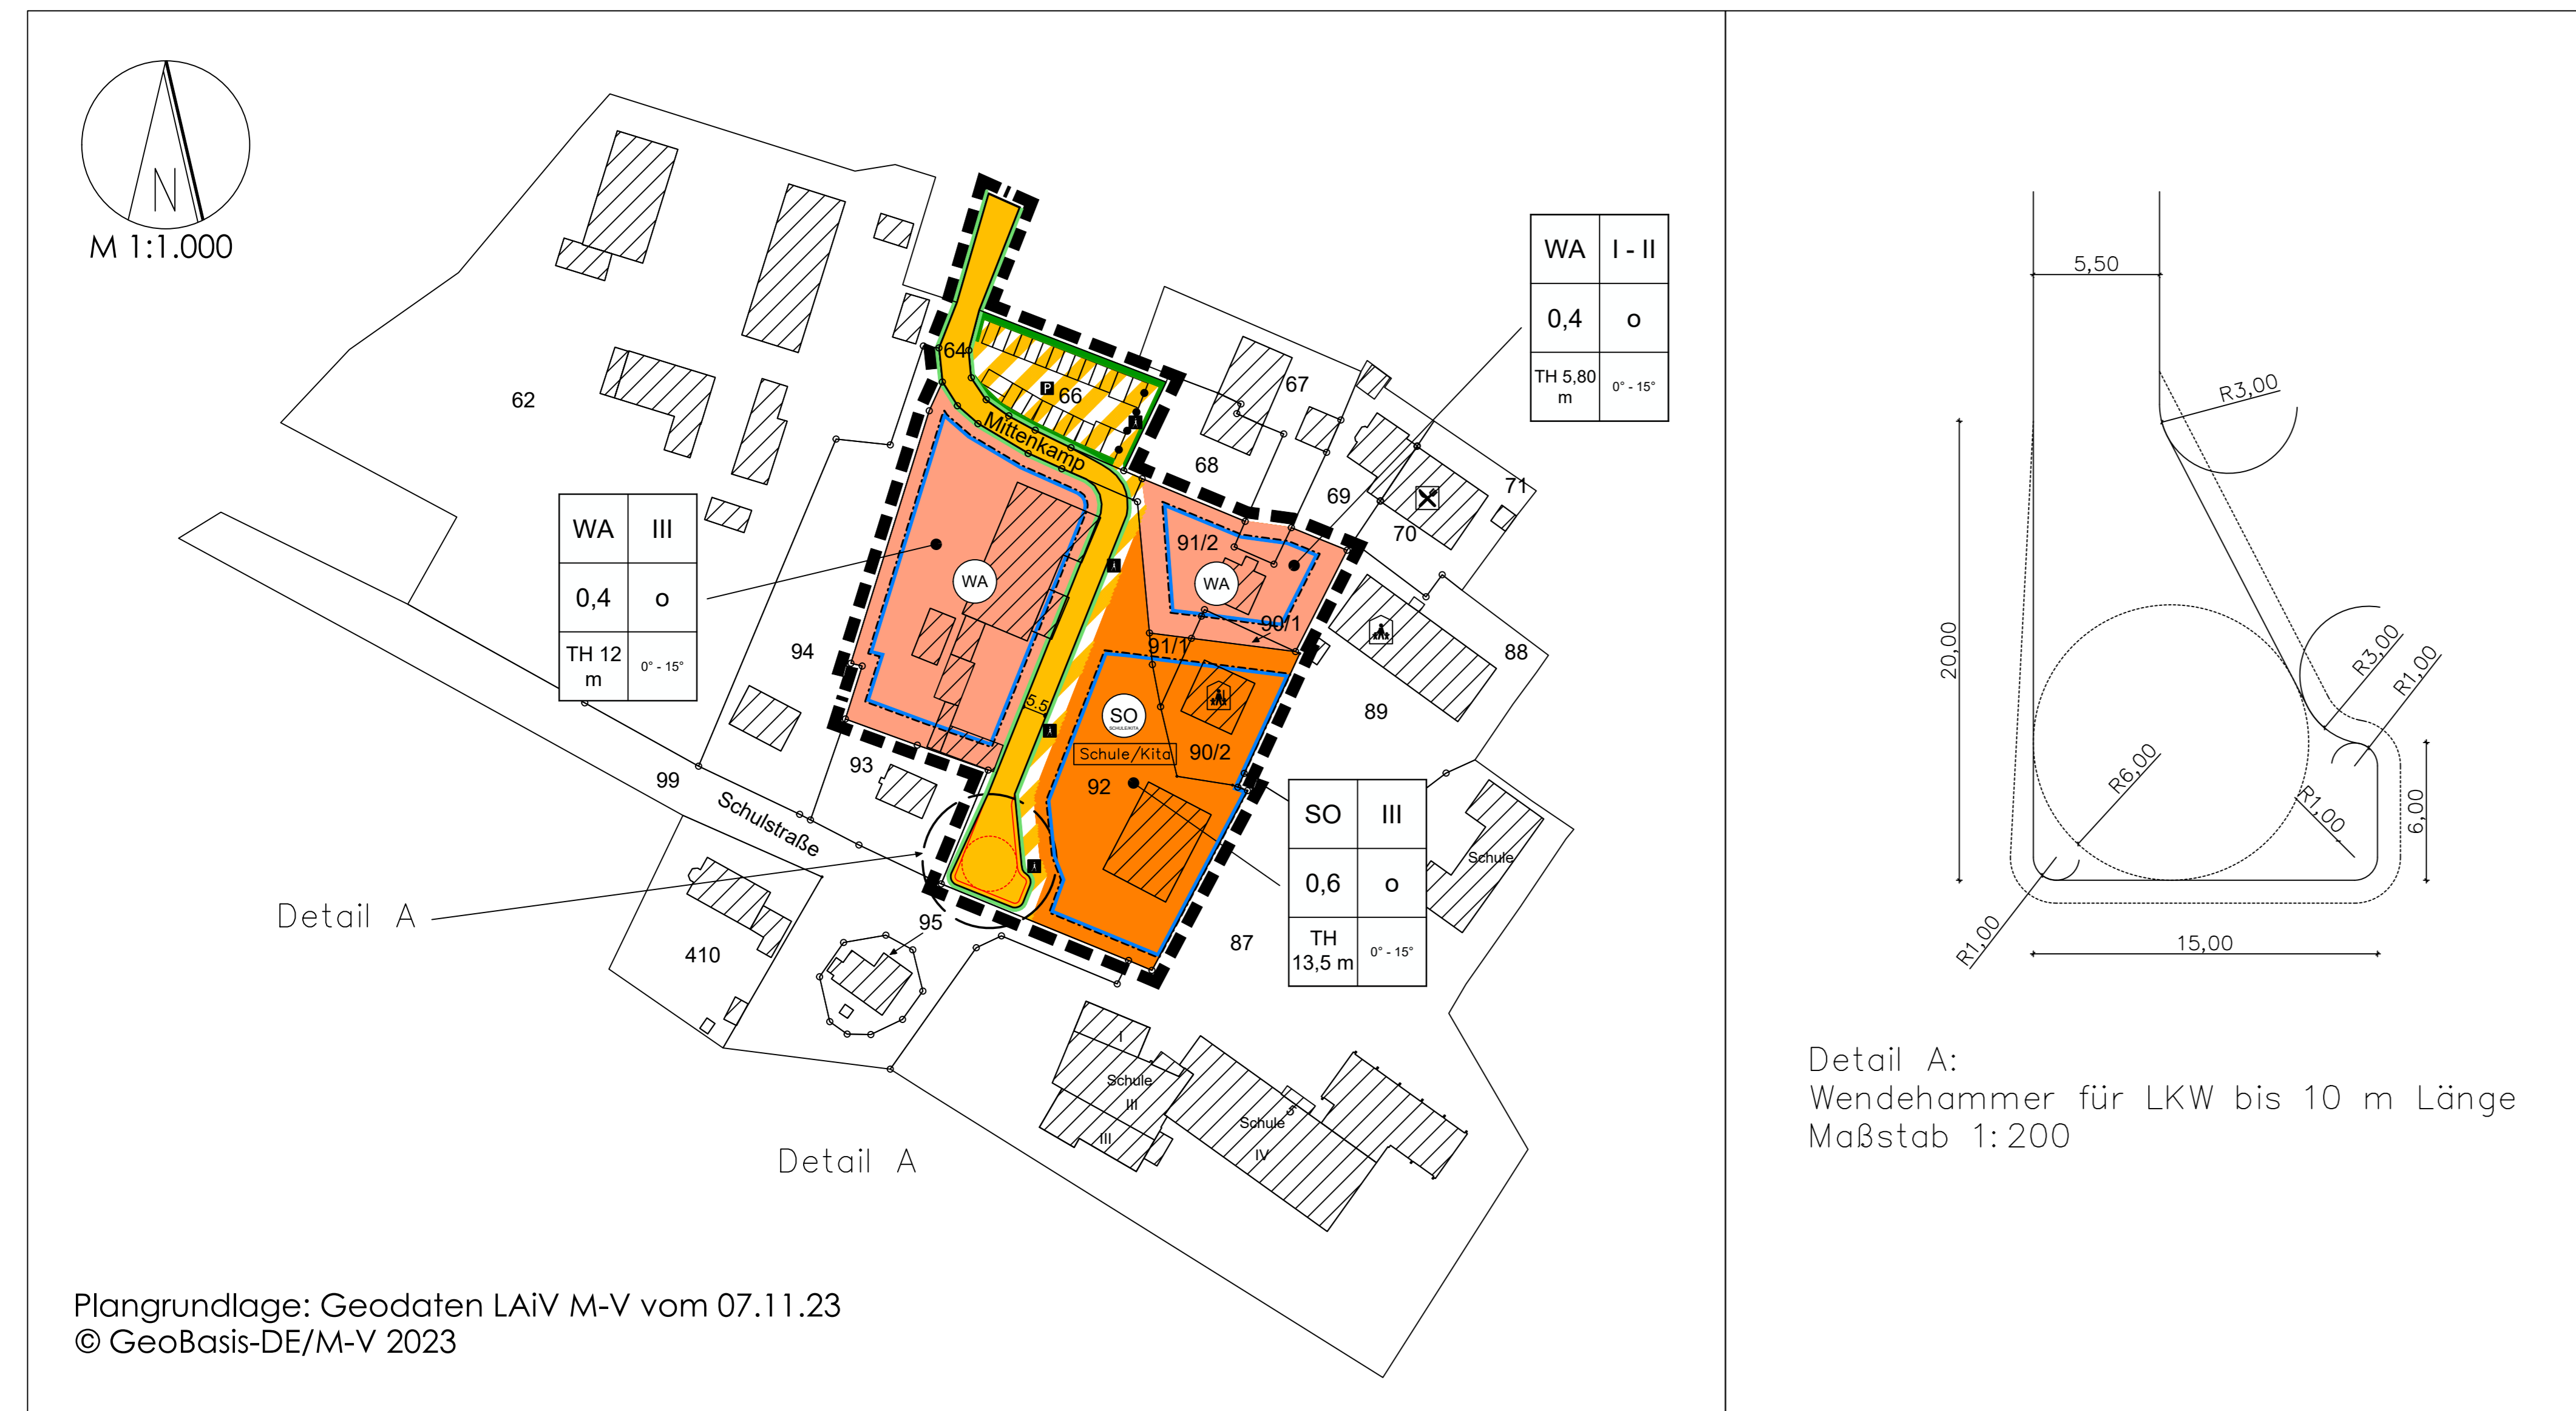 N
M 1:1.000
WA I - II
0,4 o
TH 5,80 m 0° - 15°
64
P
66
Mittenkamp
62
67
68
69
70
71
WA III
0,4 o
TH 12 m 0° - 15°
WA
91/2
WA
90/1
91/1
94
88
89
5.5
SO
SCHULE/KITA
Schule/Kita
90/2
92
93
99
Schulstraße
SO III
0,6 o
TH 13,5 m 0° - 15°
Schule
Detail A
95
410
87
I
Schule
III
III
5
Schule
IV
Detail A
Plangrundlage: Geodaten LAiV M-V vom 07.11.23
© GeoBasis-DE/M-V 2023
5,50
R3,00
20,00
R3,00
R1,00
R6,00
R1,00
6,00
R1,00
15,00
Detail A:
Wendehammer für LKW bis 10 m Länge
Maßstab 1:200